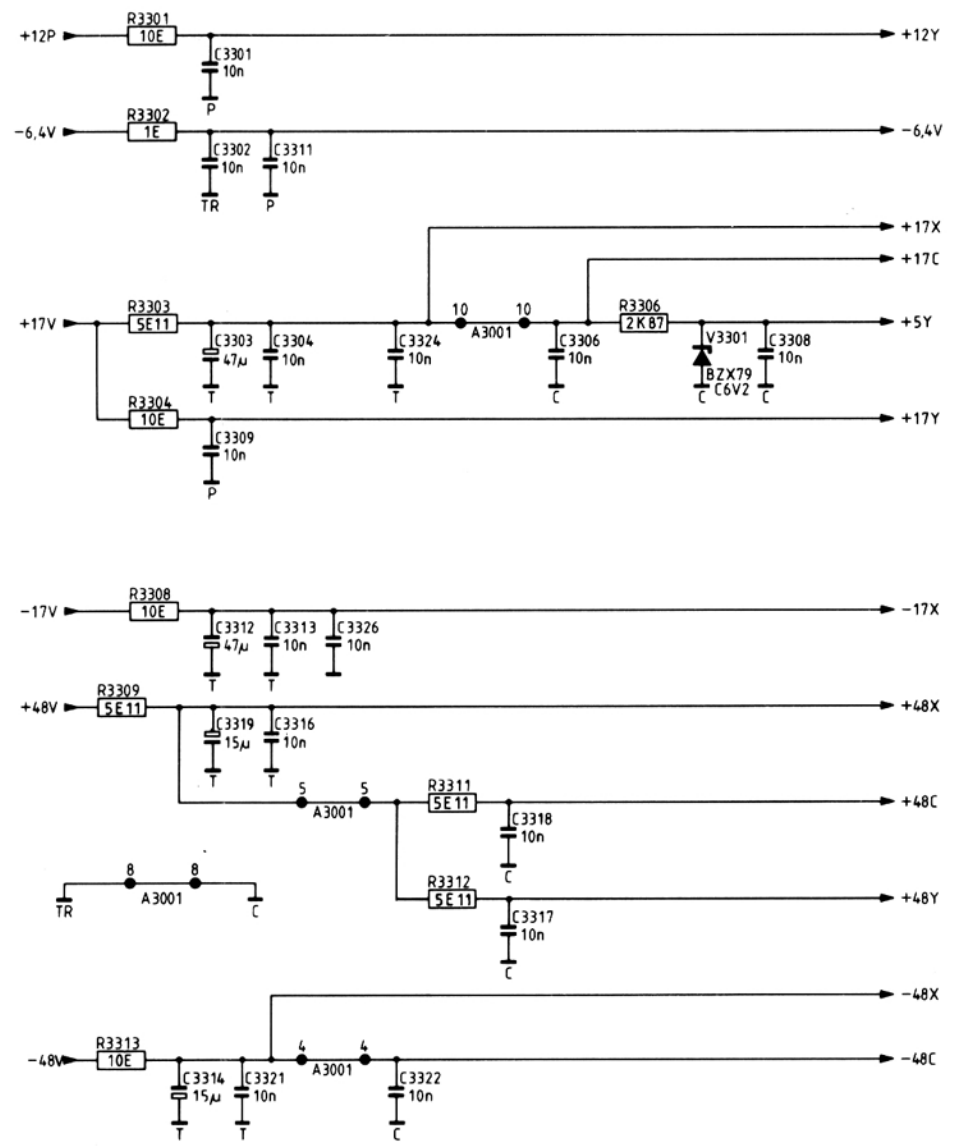 R3301
+12P 10E +12Y
C3301
10n
P
R3302
-6,4V 1E -6,4V
C3302 C3311
10n 10n
TR P
+17X
+17C
R3303 10 10 R3306
+17V 5E11 A3001 2K87 +5Y
C3303 C3304 C3324 C3306 V3301 C3308
47µ 10n 10n 10n BZX79 10n
T T T C C C6V2 C
R3304
10E +17Y
C3309
10n
P
R3308
-17V 10E -17X
C3312 C3313 C3326
47µ 10n 10n
T T
R3309
+48V 5E11 +48X
C3319 C3316
15µ 10n
T T
5 5 R3311
A3001 5E11 +48C
C3318
10n
C
8 8 R3312
TR A3001 C 5E11 +48Y
C3317
10n
C
-48X
R3313 4 4
-48V 10E A3001 -48C
C3314 C3321 C3322
15µ 10n 10n
T T C